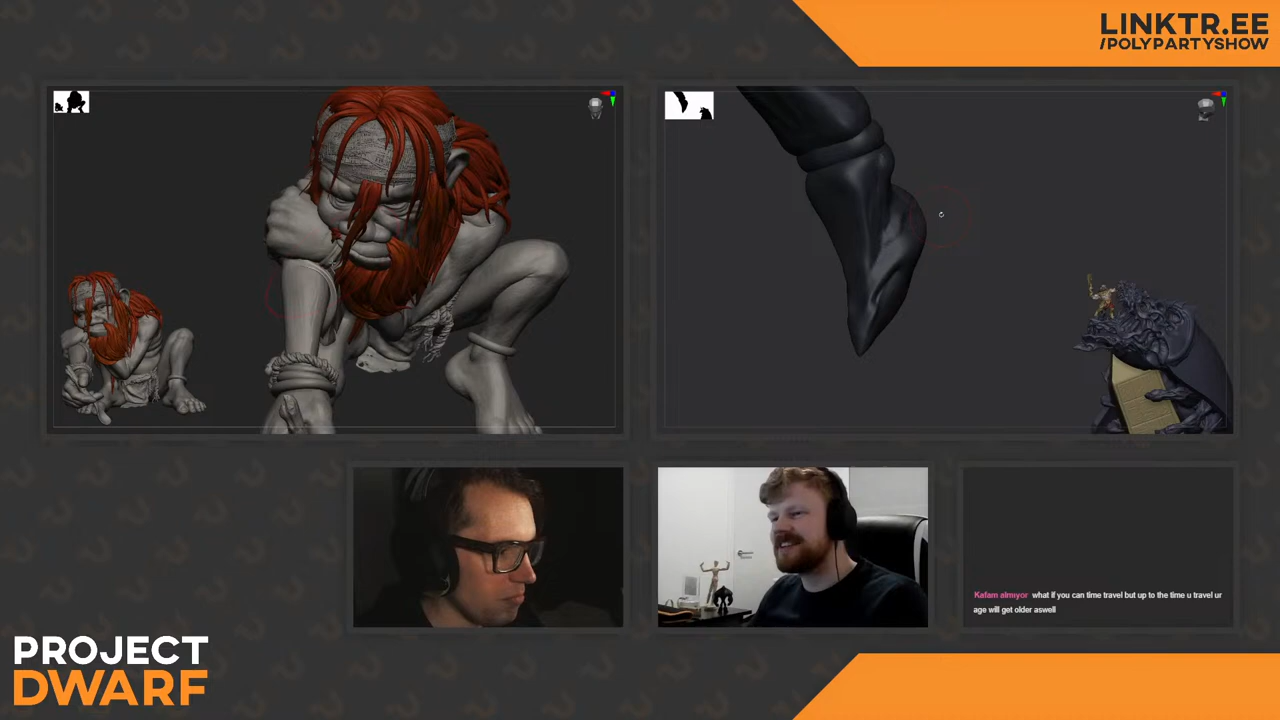 LINKTR.EE
/POLYPARTYSHOW
Kafam almıyor what if you can time travel but up to the time u travel ur
age will get older aswell
PROJECT
DWARF